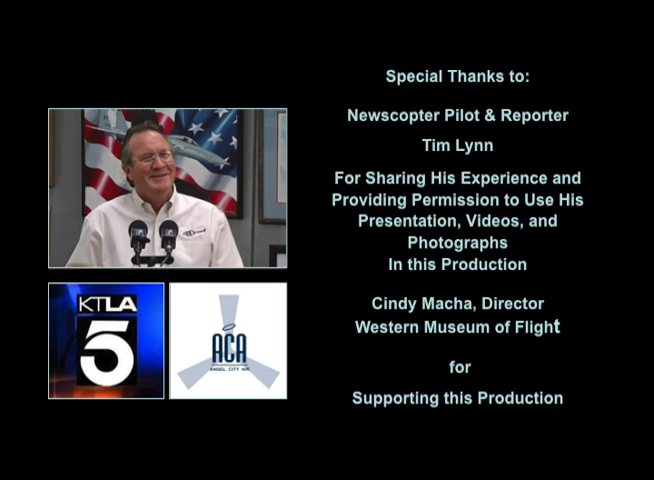 Special Thanks to:
Newscopter Pilot & Reporter
Tim Lynn
For Sharing His Experience and
Providing Permission to Use His
Presentation, Videos, and
Photographs
In this Production
Cindy Macha, Director
Western Museum of Flight
for
Supporting this Production
KTLA
5
ACA
ANGEL CITY AIR